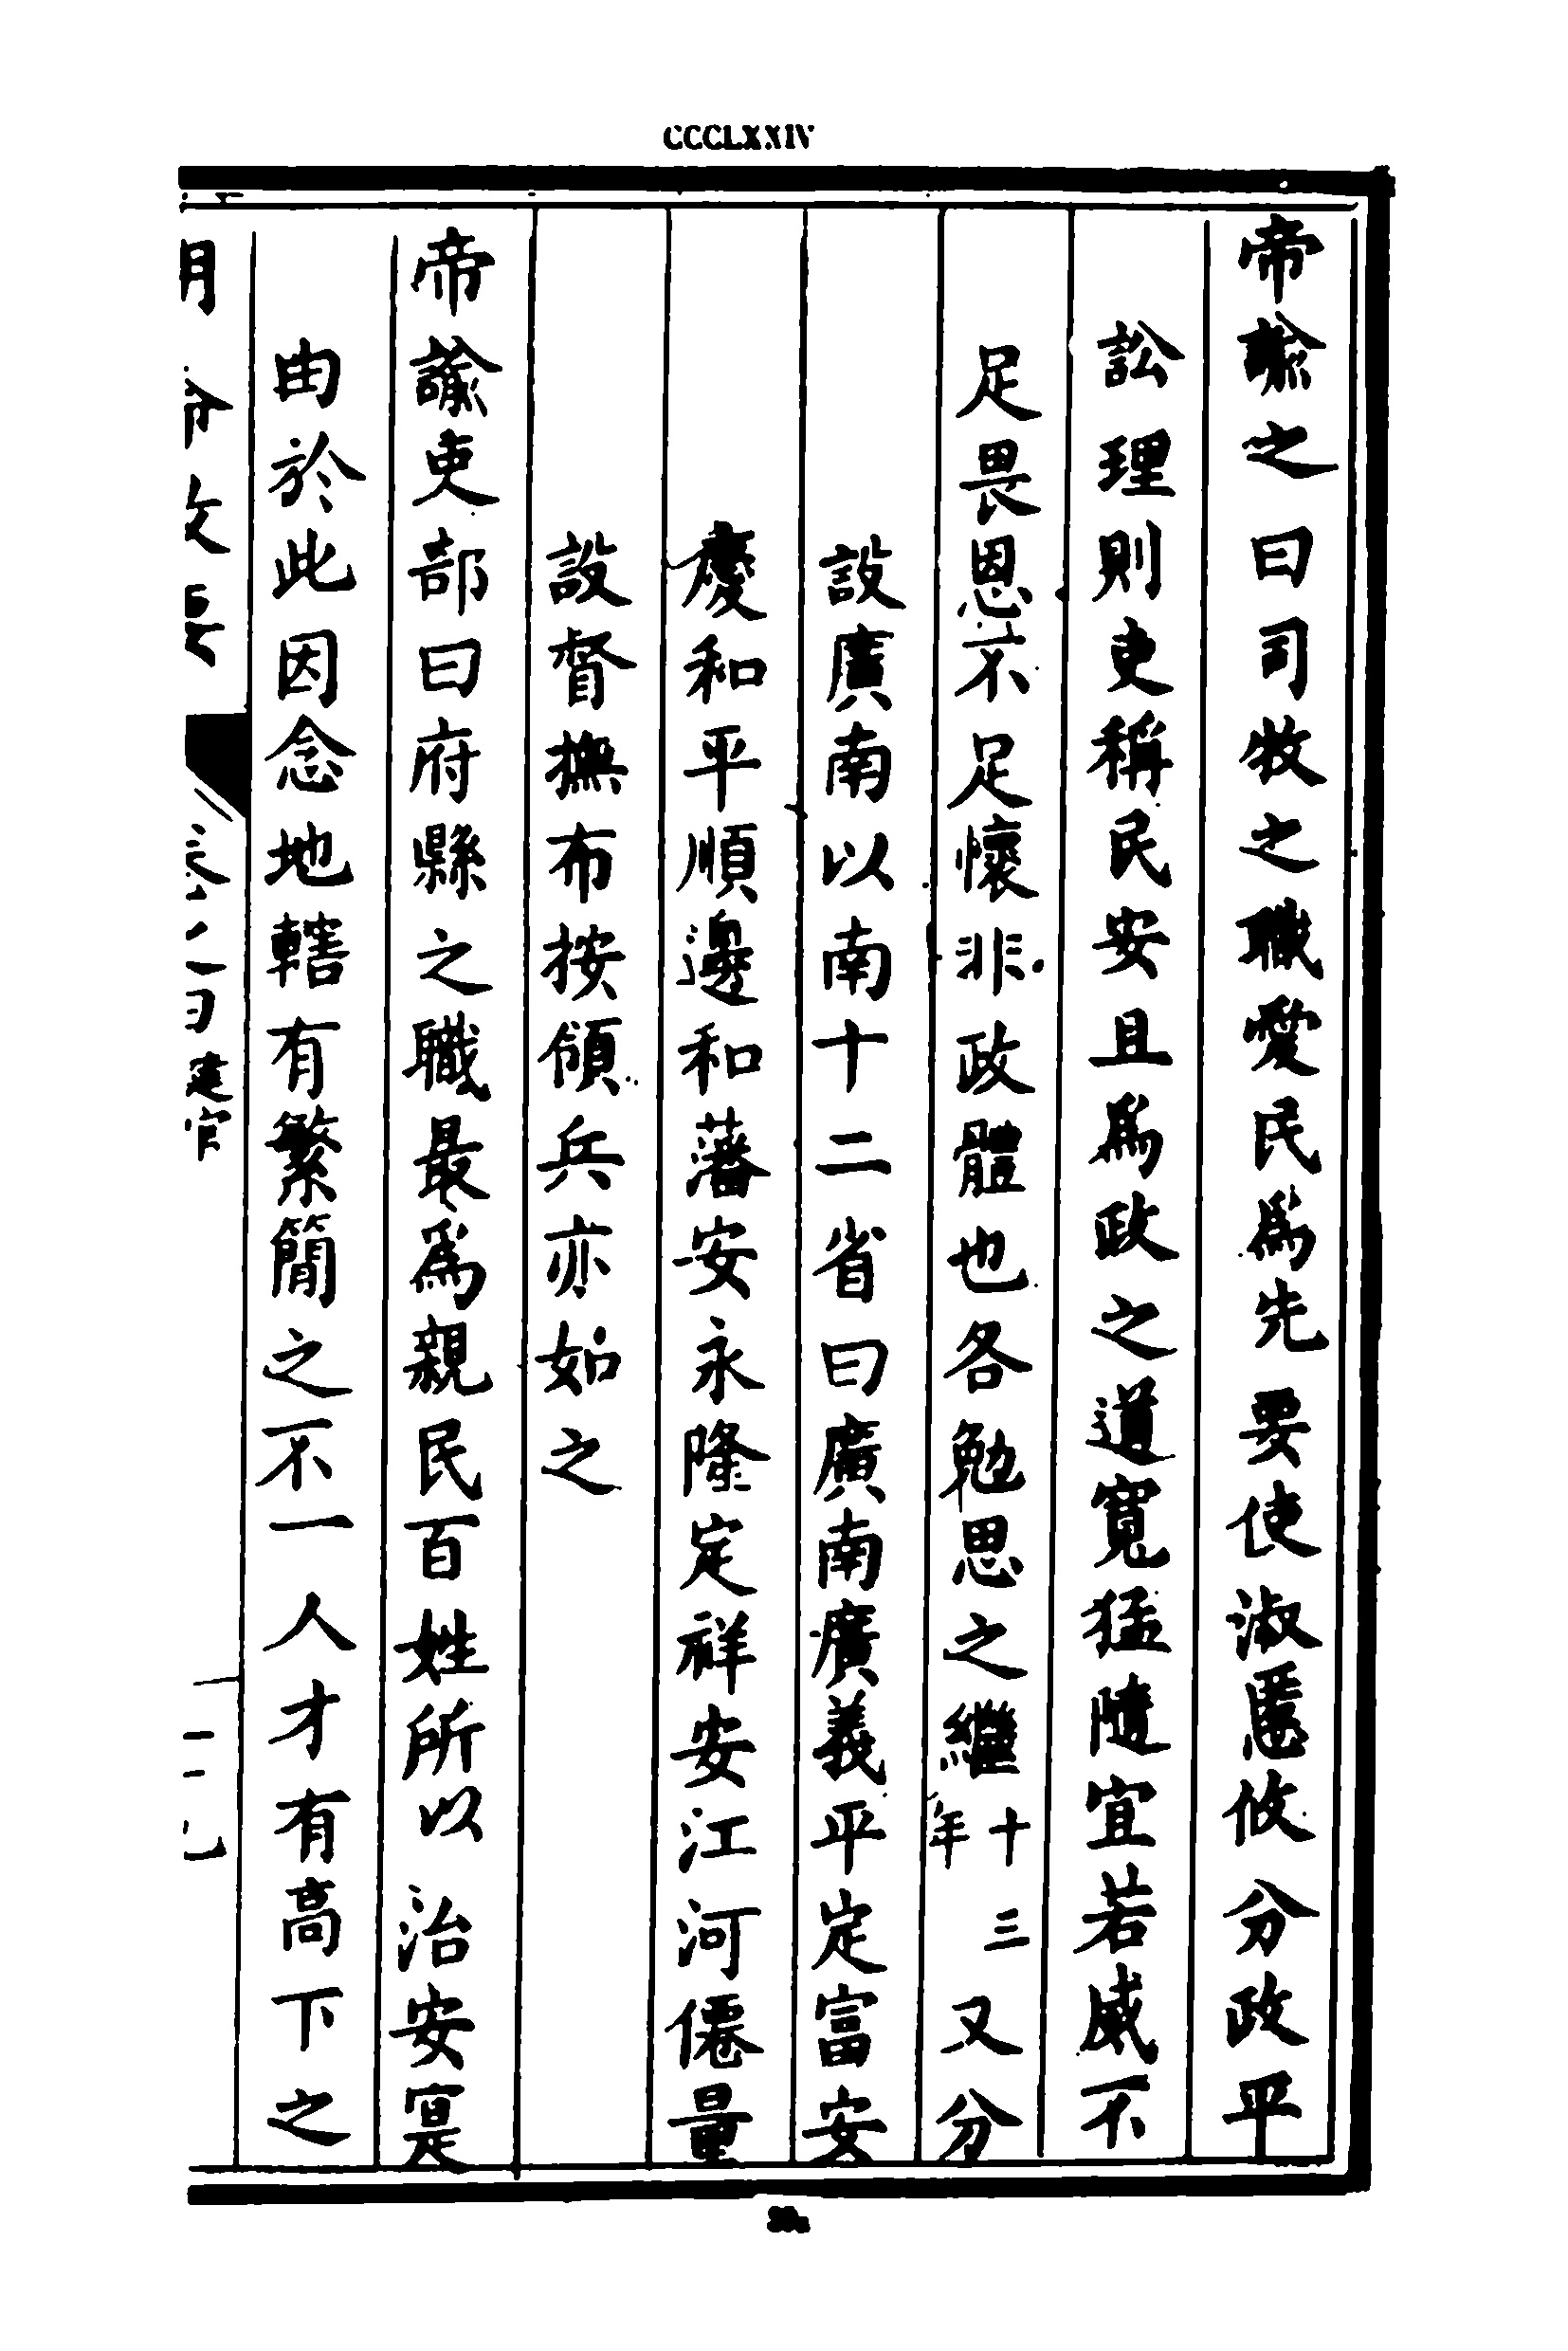 CCCLXXIV
帝諭之曰司牧之職愛民爲先要使淑慝攸分政平
訟理則吏稱民安且爲政之道寬猛隨宜若威不
足畏恩不足懷非政體也各勉思之繼十三年又分
設廣南以南十二省曰廣南廣義平定富安
慶和平順邊和藩安永隆定祥安江河僊量
設督撫布按領兵亦如之
帝諭吏部曰府縣之職最爲親民百姓所以治安寔
由於此因念地轄有繁簡之不一人才有高下之
明命政要 建官